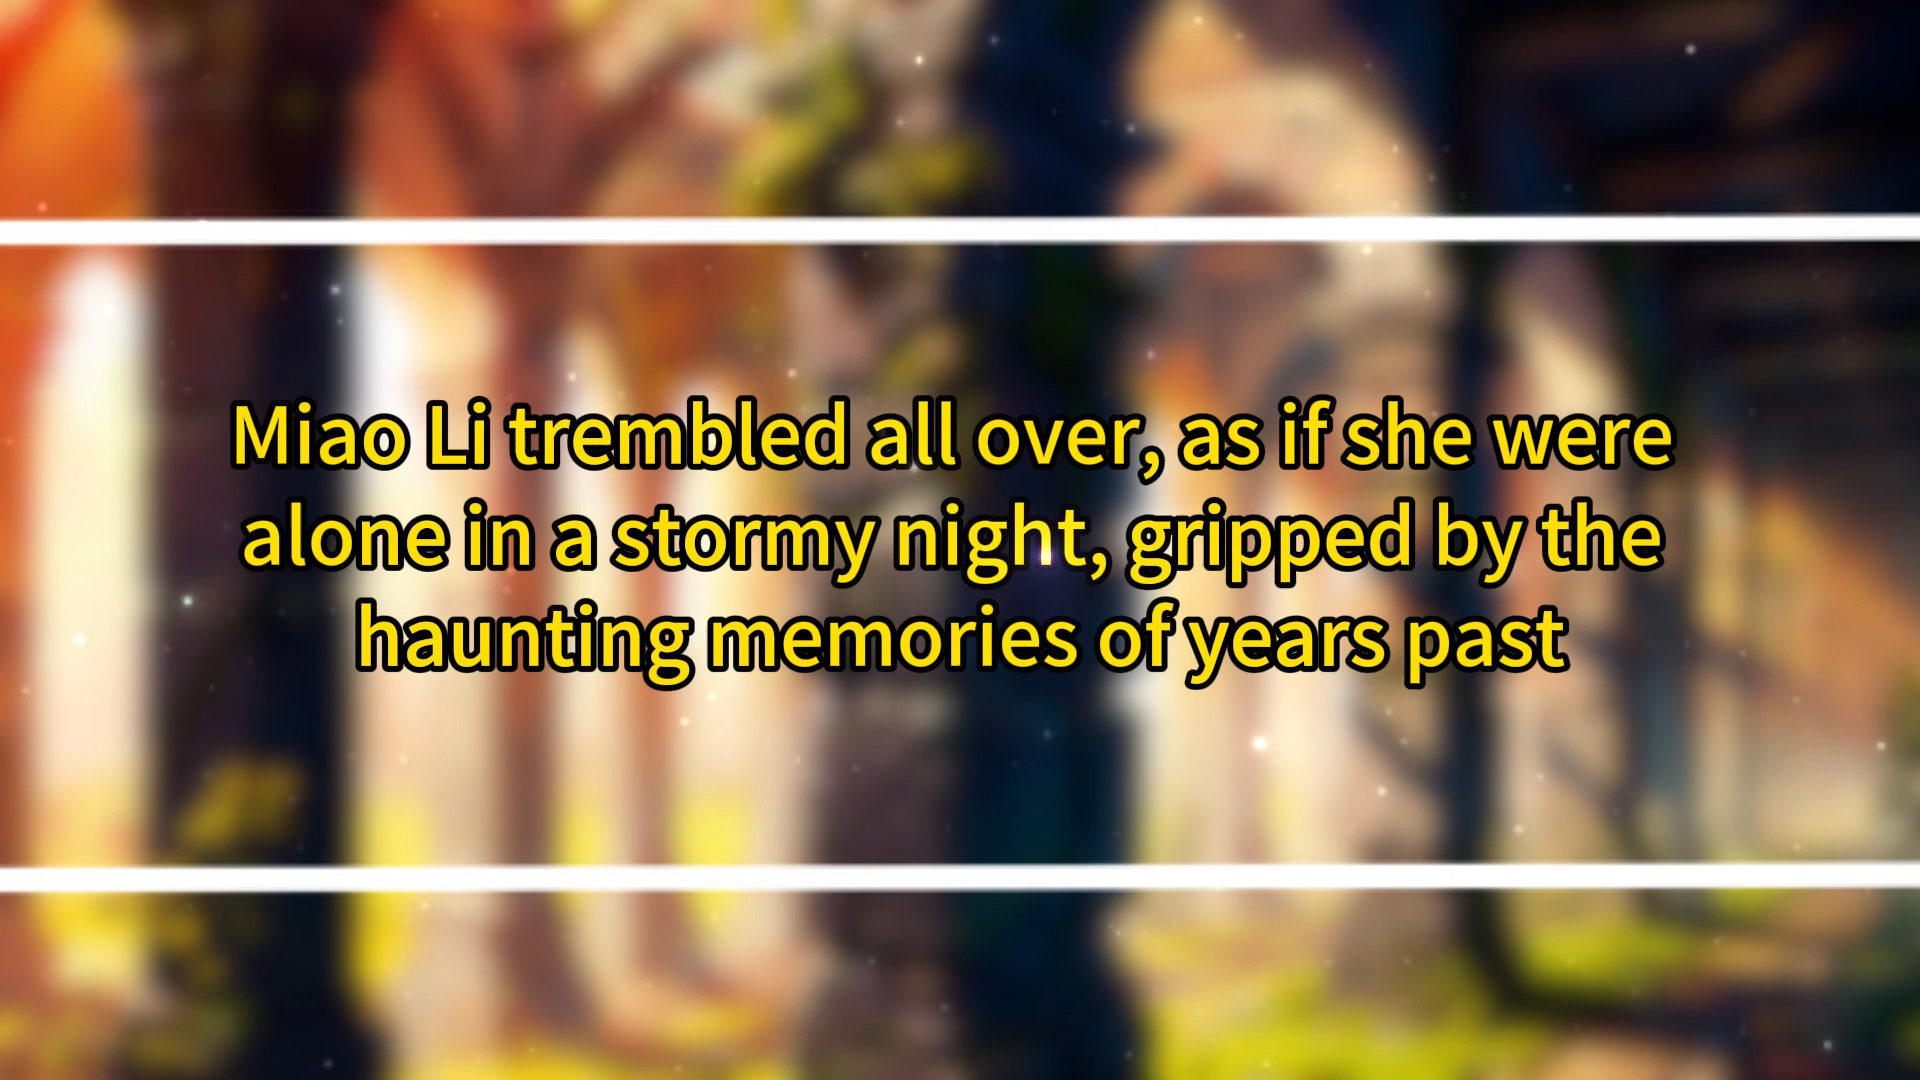 Miao Li trembled all over, as if she were
alone in a stormy night, gripped by the
haunting memories of years past